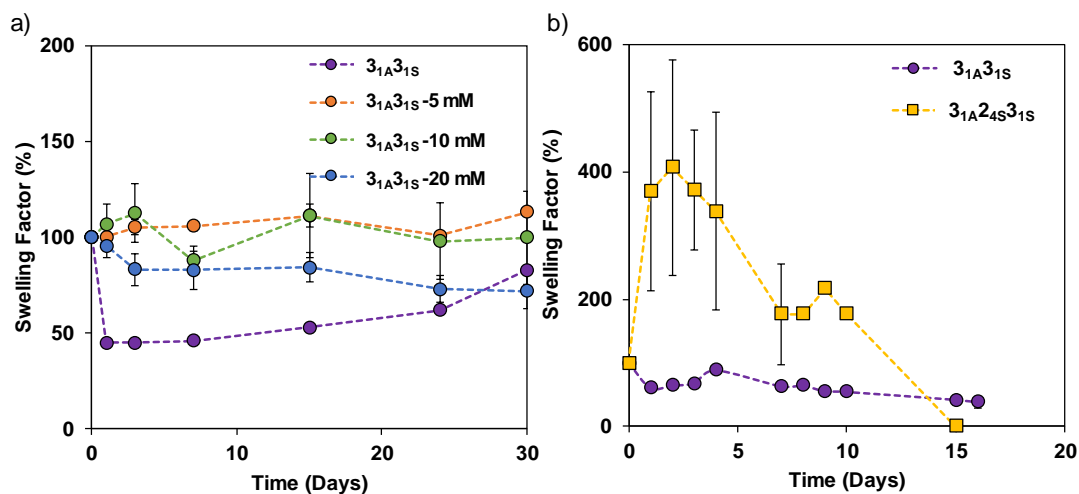 a)
200
150
100
50
0
Swelling Factor (%)
3₁ₐ3₁ₛ
3₁ₐ3₁ₛ-5 mM
3₁ₐ3₁ₛ-10 mM
3₁ₐ3₁ₛ-20 mM
0 10 20 30
Time (Days)
b)
600
400
200
0
Swelling Factor (%)
3₁ₐ3₁ₛ
3₁ₐ2₄ₛ3₁ₛ
0 5 10 15 20
Time (Days)